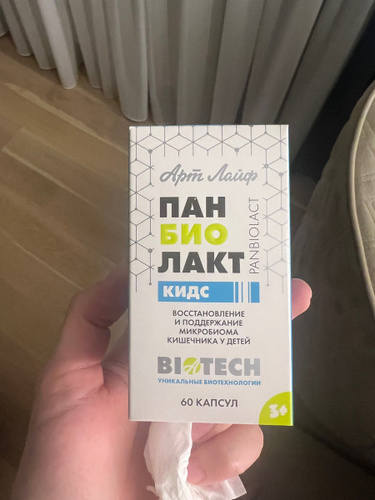 Арт Лайф
ПАН
БИО
ЛАКТ
PANBIOLACT
КИДС
ВОССТАНОВЛЕНИЕ
И ПОДДЕРЖАНИЕ
МИКРОБИОМА
КИШЕЧНИКА У ДЕТЕЙ
BIOTECH
УНИКАЛЬНЫЕ БИОТЕХНОЛОГИИ
60 КАПСУЛ
3+